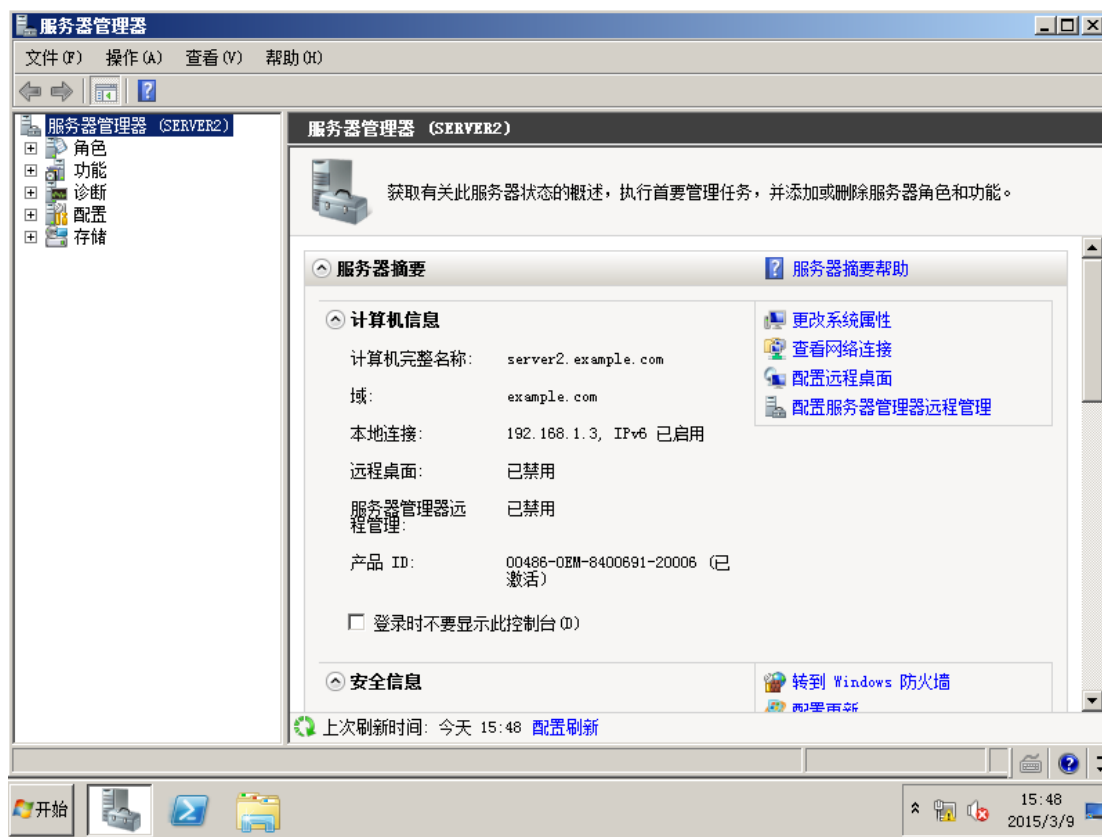 服务器管理器
文件(F) 操作(A) 查看(V) 帮助(H)
服务器管理器 (SERVER2)
角色
功能
诊断
配置
存储
服务器管理器 (SERVER2)
获取有关此服务器状态的概述，执行首要管理任务，并添加或删除服务器角色和功能。
服务器摘要
服务器摘要帮助
计算机信息
计算机完整名称: server2.example.com
域: example.com
本地连接: 192.168.1.3, IPv6 已启用
远程桌面: 已禁用
服务器管理器远
程管理:
已禁用
产品 ID: 00486-OEM-8400691-20006 (已
激活)
登录时不要显示此控制台(D)
更改系统属性
查看网络连接
配置远程桌面
配置服务器管理器远程管理
安全信息
转到 Windows 防火墙
配置更新
上次刷新时间: 今天 15:48 配置刷新
开始
15:48
2015/3/9